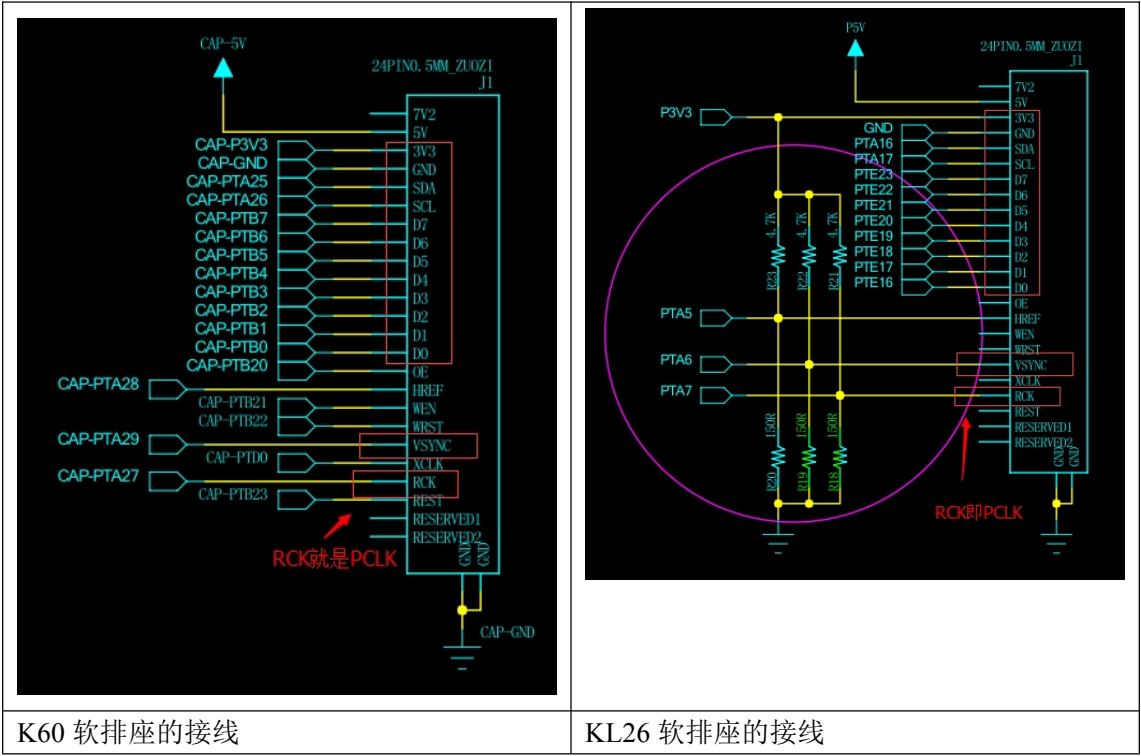 CAP-5V
24PIN0.5MM_ZUOZI
J1
7V2
5V
CAP-P3V3 3V3
CAP-GND GND
CAP-PTA25 SDA
CAP-PTA26 SCL
CAP-PTB7 D7
CAP-PTB6 D6
CAP-PTB5 D5
CAP-PTB4 D4
CAP-PTB3 D3
CAP-PTB2 D2
CAP-PTB1 D1
CAP-PTB0 D0
CAP-PTB20 OE
CAP-PTA28 HREF
CAP-PTB21 WEN
CAP-PTB22 WRST
CAP-PTA29 VSYNC
CAP-PTD0 XCLK
CAP-PTA27 RCK
CAP-PTB23 REST
RESERVED1
RESERVED2
GND GND
RCK就是PCLK
CAP-GND
K60 软排座的接线
P5V
24PIN0.5MM_ZUOZI
J1
7V2
5V
P3V3 3V3
GND GND
PTA16 SDA
PTA17 SCL
PTE23 D7
PTE22 D6
PTE21 D5
PTE20 D4
PTE19 D3
PTE18 D2
PTE17 D1
PTE16 D0
4.7K 4.7K 4.7K
R23 R22 R21
OE
PTA5 HREF
WEN
WRST
PTA6 VSYNC
XCLK
PTA7 RCK
REST
RESERVED1
RESERVED2
150R 150R 150R
R20 R19 R18
GND GND
RCK即PCLK
KL26 软排座的接线